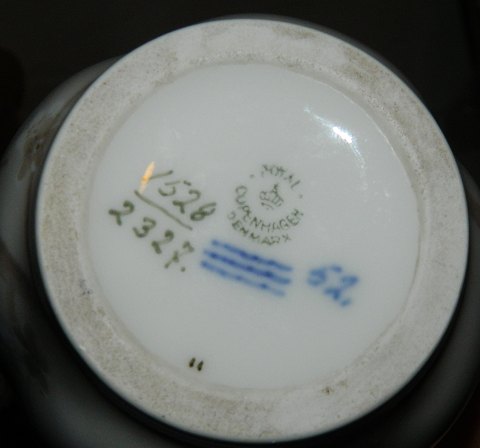 ROYAL
COPENHAGEN
DENMARK
1528
2327.
52.
"